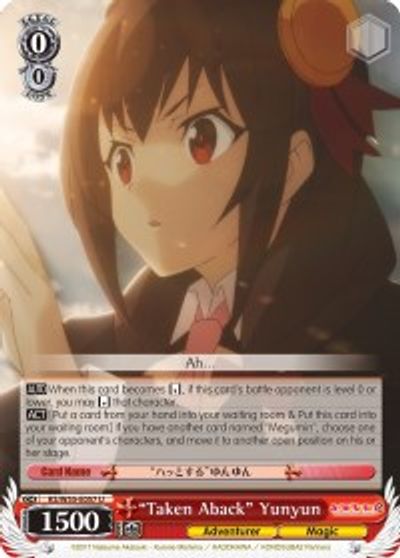 0
0
Ah...
AUTO When this card becomes [ ], if this card's battle opponent is level 0 or
lower, you may [ ] that character.
ACT [Put a card from your hand into your waiting room & Put this card into
your waiting room] If you have another card named "Megumin", choose
one of your opponent's characters, and move it to another open position on his or
her stage.
Card Name "ハッとする"ゆんゆん
1500 "Taken Aback" Yunyun
Adventurer Magic